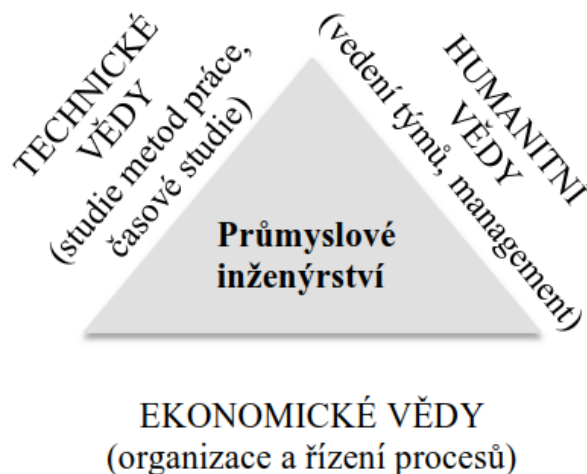 TECHNICKÉ
VĚDY
(studie metod práce,
časové studie)
HUMANITNÍ
VĚDY
(vedení týmů, management)
Průmyslové
inženýrství
EKONOMICKÉ VĚDY
(organizace a řízení procesů)